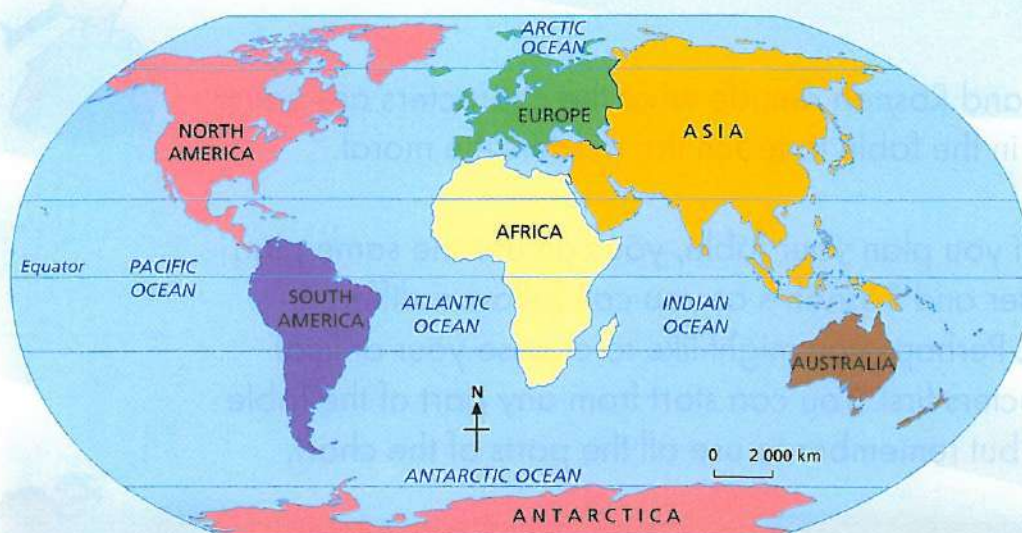 ARCTIC
OCEAN
NORTH
AMERICA
EUROPE
ASIA
AFRICA
Equator
PACIFIC
OCEAN
SOUTH
AMERICA
ATLANTIC
OCEAN
INDIAN
OCEAN
AUSTRALIA
N
0 2 000 km
ANTARCTIC OCEAN
ANTARCTICA